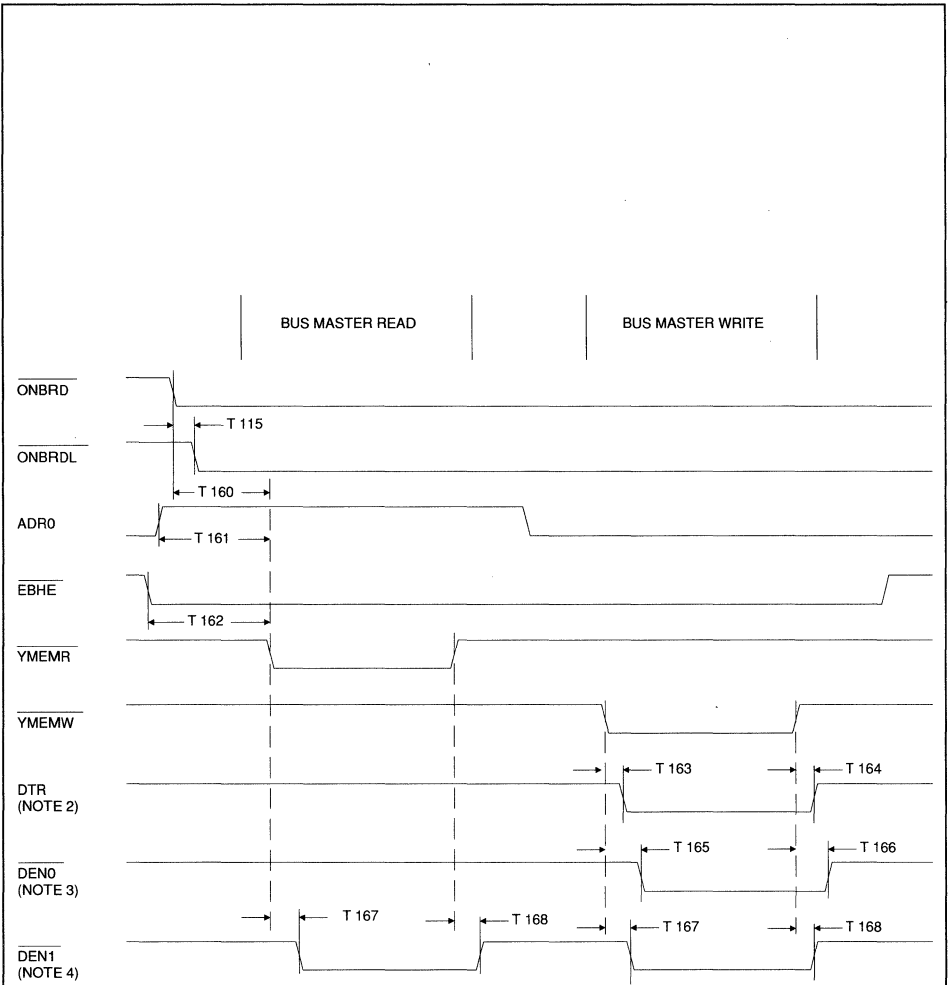 BUS MASTER READ BUS MASTER WRITE
ONBRD
T 115
ONBRDL
T 160
ADR0
T 161
EBHE
T 162
YMEMR
YMEMW
T 163 T 164
DTR
(NOTE 2)
T 165 T 166
DEN0
(NOTE 3)
T 167 T 168 T 167 T 168
DEN1
(NOTE 4)